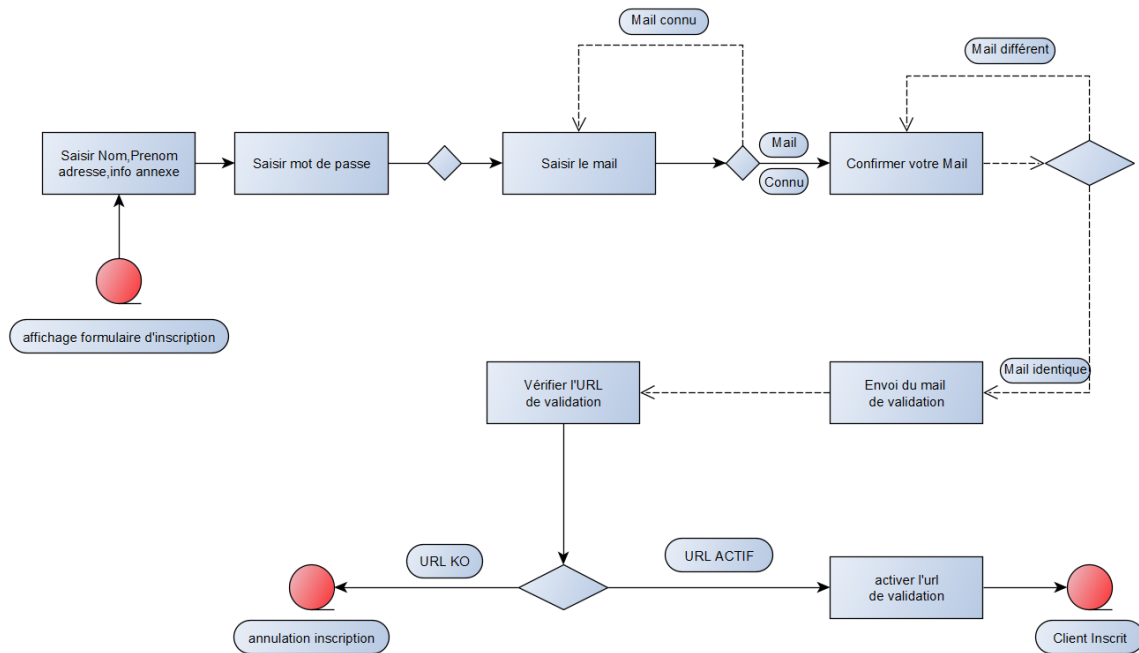 Mail connu
Mail différent
Saisir Nom,Prenom
adresse,info annexe
Saisir mot de passe
Saisir le mail
Mail
Connu
Confirmer votre Mail
affichage formulaire d'inscription
Mail identique
Envoi du mail
de validation
Vérifier l'URL
de validation
URL KO
URL ACTIF
annulation inscription
activer l'url
de validation
Client Inscrit